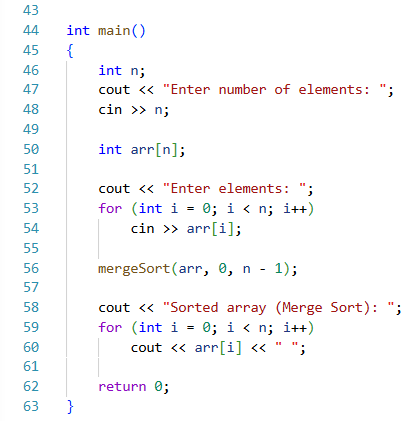 43
44 int main()
45 {
46     int n;
47     cout << "Enter number of elements: ";
48     cin >> n;
49
50     int arr[n];
51
52     cout << "Enter elements: ";
53     for (int i = 0; i < n; i++)
54         cin >> arr[i];
55
56     mergeSort(arr, 0, n - 1);
57
58     cout << "Sorted array (Merge Sort): ";
59     for (int i = 0; i < n; i++)
60         cout << arr[i] << " ";
61
62     return 0;
63 }